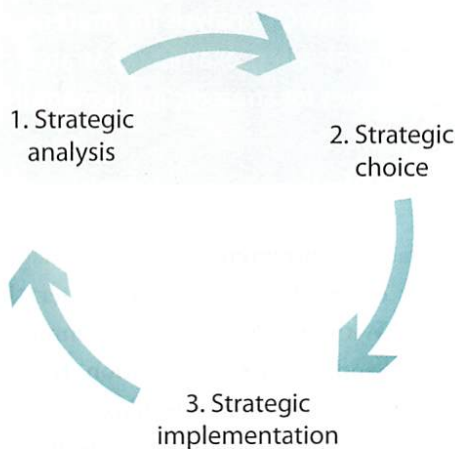 1. Strategic
analysis
2. Strategic
choice
3. Strategic
implementation